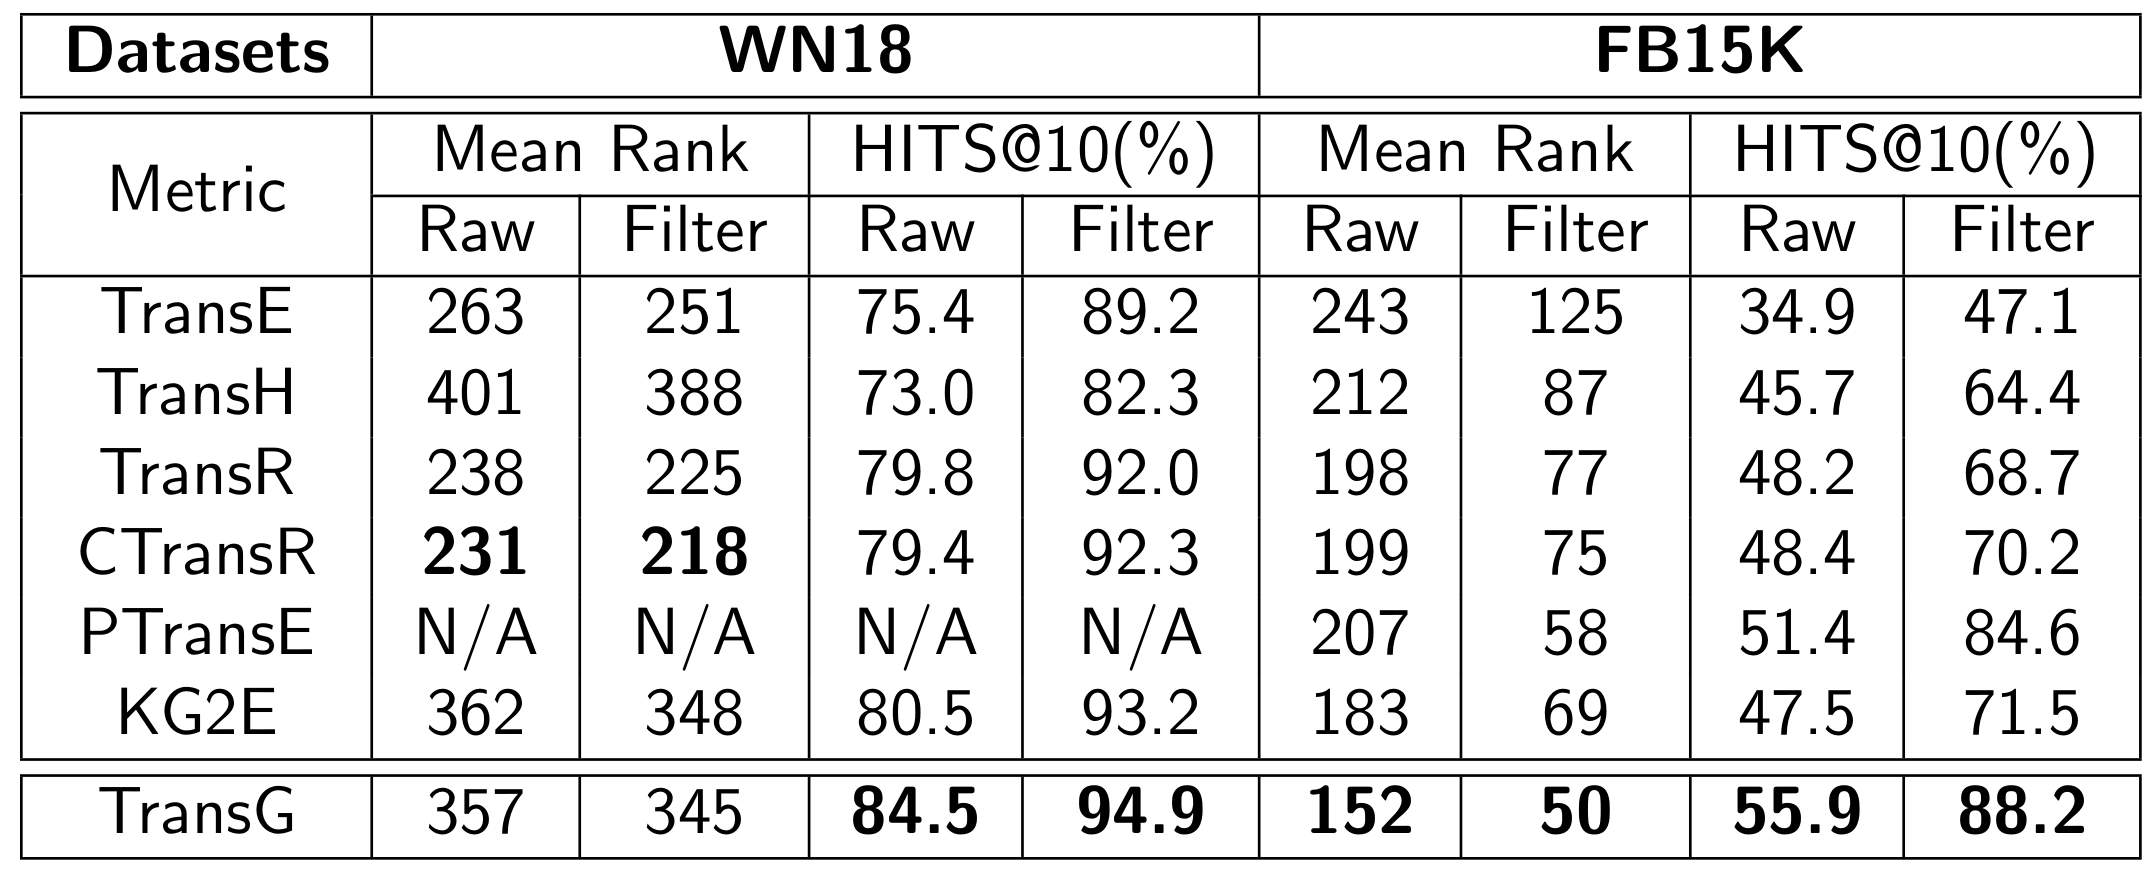 Datasets WN18 FB15K
Metric Mean Rank HITS@10(%) Mean Rank HITS@10(%)
Raw Filter Raw Filter Raw Filter Raw Filter
TransE 263 251 75.4 89.2 243 125 34.9 47.1
TransH 401 388 73.0 82.3 212 87 45.7 64.4
TransR 238 225 79.8 92.0 198 77 48.2 68.7
CTransR 231 218 79.4 92.3 199 75 48.4 70.2
PTransE N/A N/A N/A N/A 207 58 51.4 84.6
KG2E 362 348 80.5 93.2 183 69 47.5 71.5
TransG 357 345 84.5 94.9 152 50 55.9 88.2